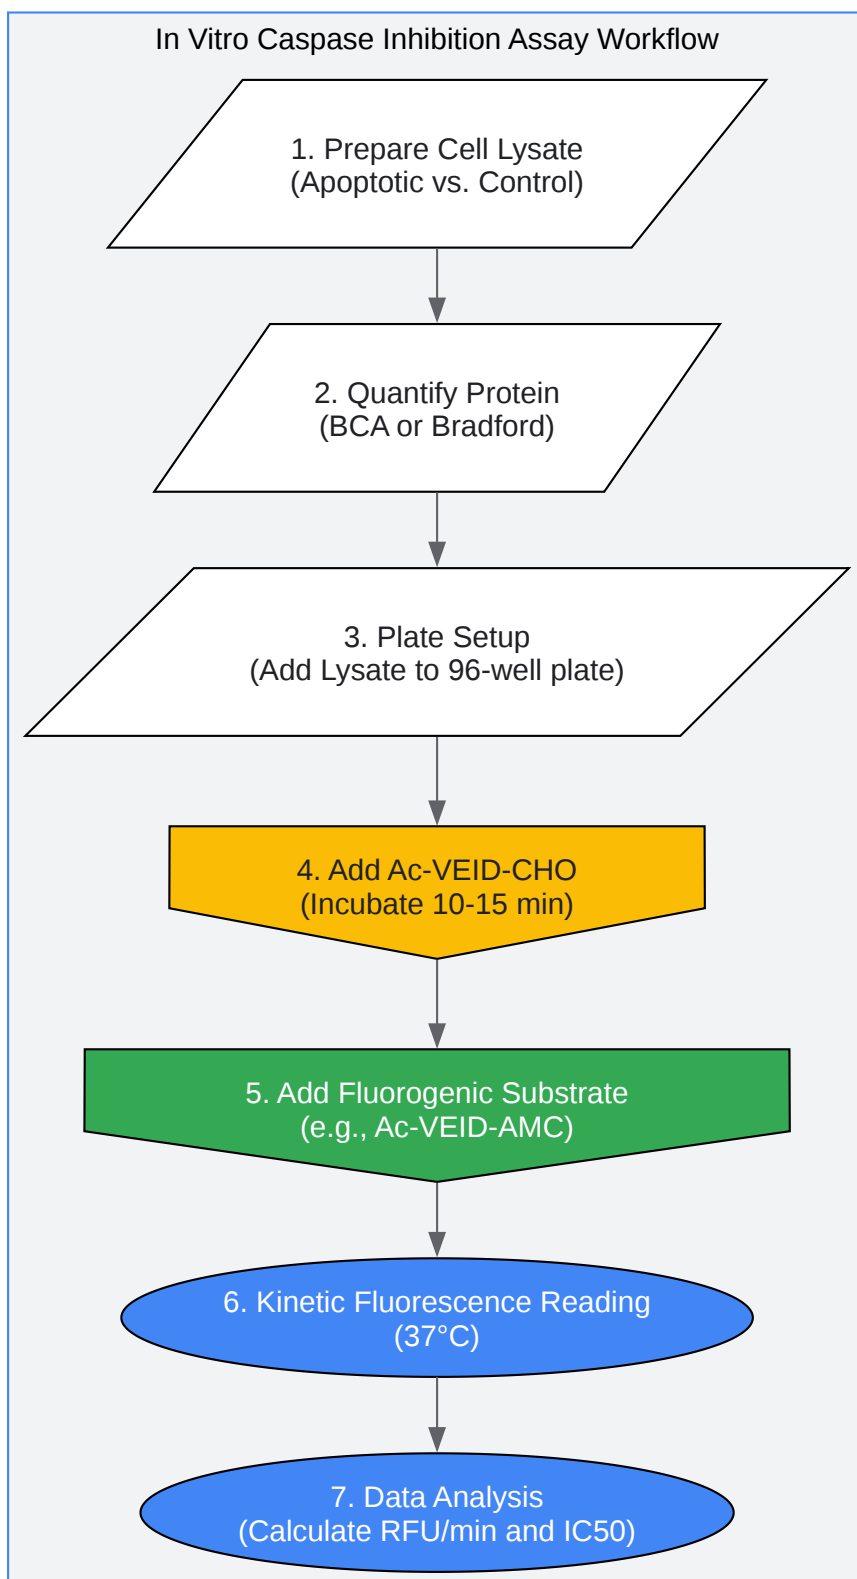 In Vitro Caspase Inhibition Assay Workflow
1. Prepare Cell Lysate
(Apoptotic vs. Control)
2. Quantify Protein
(BCA or Bradford)
3. Plate Setup
(Add Lysate to 96-well plate)
4. Add Ac-VEID-CHO
(Incubate 10-15 min)
5. Add Fluorogenic Substrate
(e.g., Ac-VEID-AMC)
6. Kinetic Fluorescence Reading
(37°C)
7. Data Analysis
(Calculate RFU/min and IC50)